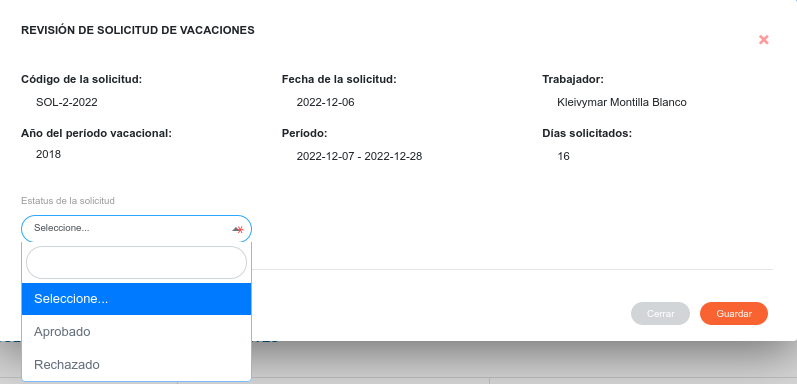 REVISIÓN DE SOLICITUD DE VACACIONES
Código de la solicitud: Fecha de la solicitud: Trabajador:
SOL-2-2022 2022-12-06 Kleivymar Montilla Blanco
Año del período vacacional: Período: Días solicitados:
2018 2022-12-07 - 2022-12-28 16
Estatus de la solicitud
Seleccione...
Seleccione...
Aprobado
Rechazado
Cerrar Guardar